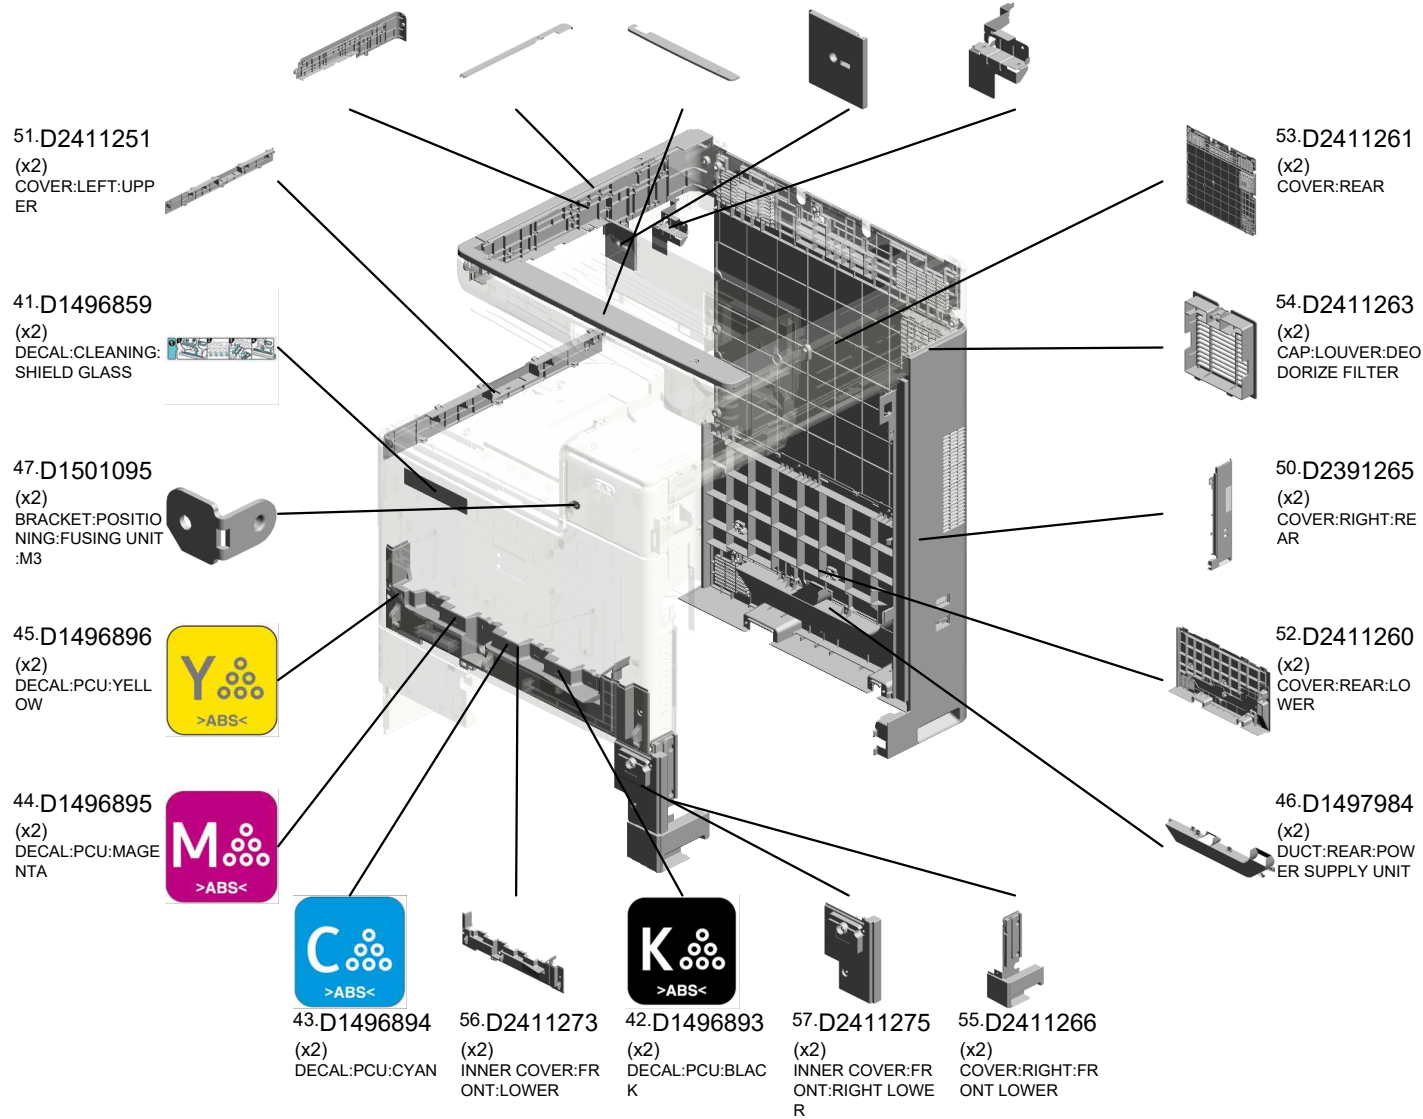 51.D2411251
(x2)
COVER:LEFT:UPP
ER
41.D1496859
(x2)
DECAL:CLEANING:
SHIELD GLASS
47.D1501095
(x2)
BRACKET:POSITIO
NING:FUSING UNIT
:M3
45.D1496896
(x2)
DECAL:PCU:YELL
OW
Y
>ABS<
44.D1496895
(x2)
DECAL:PCU:MAGE
NTA
M
>ABS<
C
>ABS<
43.D1496894
(x2)
DECAL:PCU:CYAN
56.D2411273
(x2)
INNER COVER:FR
ONT:LOWER
K
>ABS<
42.D1496893
(x2)
DECAL:PCU:BLAC
K
57.D2411275
(x2)
INNER COVER:FR
ONT:RIGHT LOWE
R
55.D2411266
(x2)
COVER:RIGHT:FR
ONT LOWER
53.D2411261
(x2)
COVER:REAR
54.D2411263
(x2)
CAP:LOUVER:DEO
DORIZE FILTER
50.D2391265
(x2)
COVER:RIGHT:RE
AR
52.D2411260
(x2)
COVER:REAR:LO
WER
46.D1497984
(x2)
DUCT:REAR:POW
ER SUPPLY UNIT